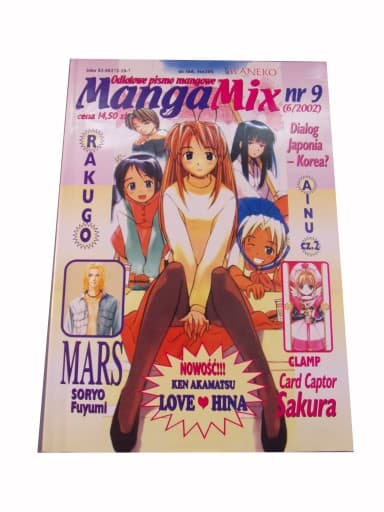 Odlotowe pismo mangowe
WANEKO
MangaMix nr 9
cena 14,50 zł
(6/2002)
Dialog
Japonia
– Korea?
RAKUGO
AINU
cz.2
MARS
SORYO
Fuyumi
NOWOŚĆ!!!
KEN AKAMATSU
LOVE ♥ HINA
CLAMP
Card Captor
Sakura